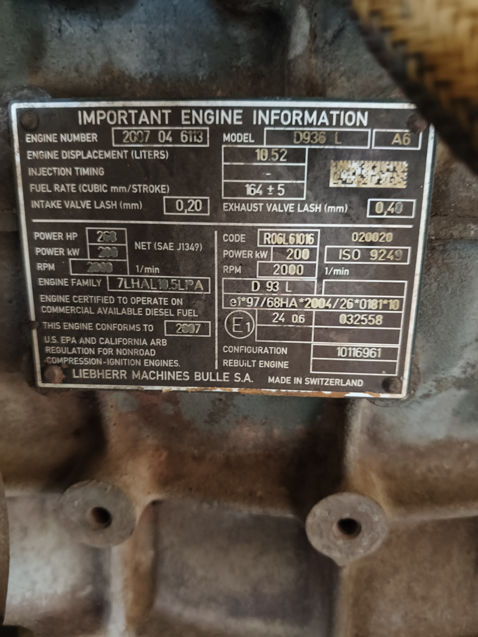 IMPORTANT ENGINE INFORMATION
ENGINE NUMBER 2007 04 6113 MODEL D936 L A6
ENGINE DISPLACEMENT (LITERS) 10.52
INJECTION TIMING -
FUEL RATE (CUBIC mm/STROKE) 164 ± 5
INTAKE VALVE LASH (mm) 0,20 EXHAUST VALVE LASH (mm) 0,40
POWER HP NET (SAE J1349)
POWER kW 200
RPM 2000 1/min
ENGINE FAMILY 7LHAL10.5LPA
ENGINE CERTIFIED TO OPERATE ON
COMMERCIAL AVAILABLE DIESEL FUEL
THIS ENGINE CONFORMS TO 2007
U.S. EPA AND CALIFORNIA ARB
REGULATION FOR NONROAD
COMPRESSION-IGNITION ENGINES.
CODE R06L61016 020020
POWER kW 200 ISO 9249
RPM 2000 1/min
D 93 L
e1*97/68HA*2004/26*0181*10
E1 24 06 032558
CONFIGURATION 10116961
REBUILT ENGINE
LIEBHERR MACHINES BULLE S.A. MADE IN SWITZERLAND